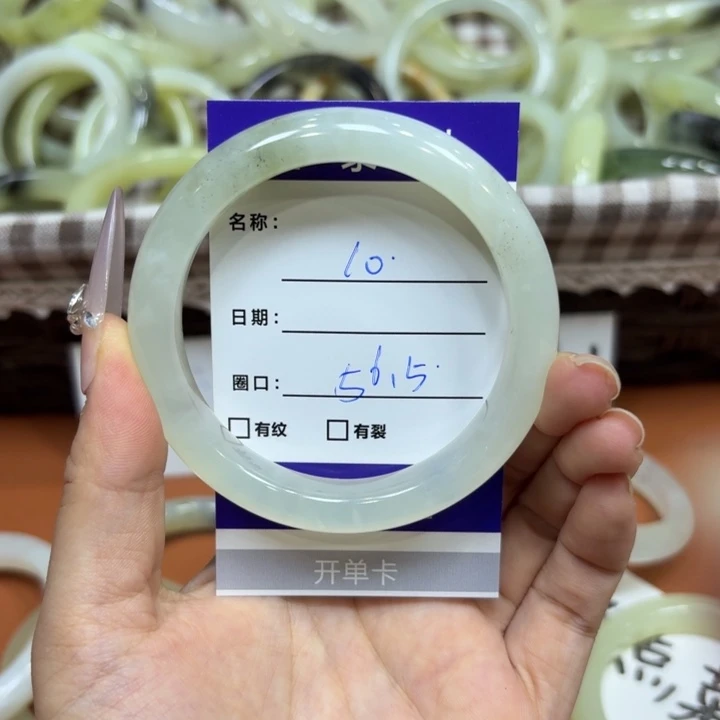 名称：
10.
日期：
圈口：
56.5.
有纹 有裂
开单卡